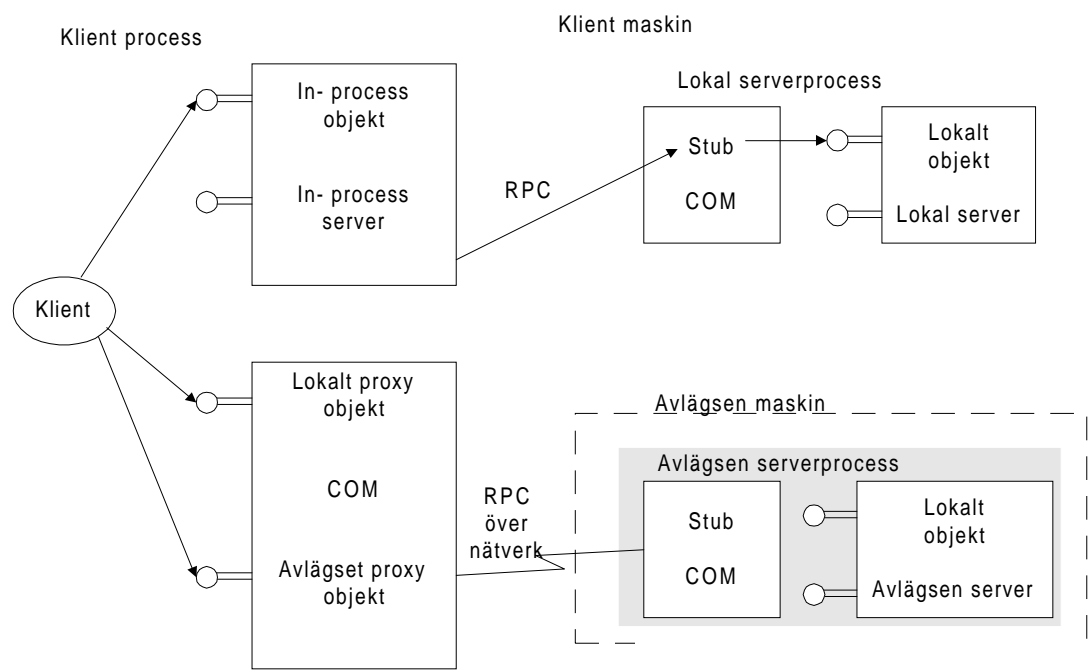 Klient process
Klient maskin
In- process
objekt
In- process
server
RPC
Lokal serverprocess
Stub
COM
Lokalt
objekt
Lokal server
Klient
Lokalt proxy
objekt
COM
Avlägset proxy
objekt
RPC
över
nätverk
Avlägsen maskin
Avlägsen serverprocess
Stub
COM
Lokalt
objekt
Avlägsen server